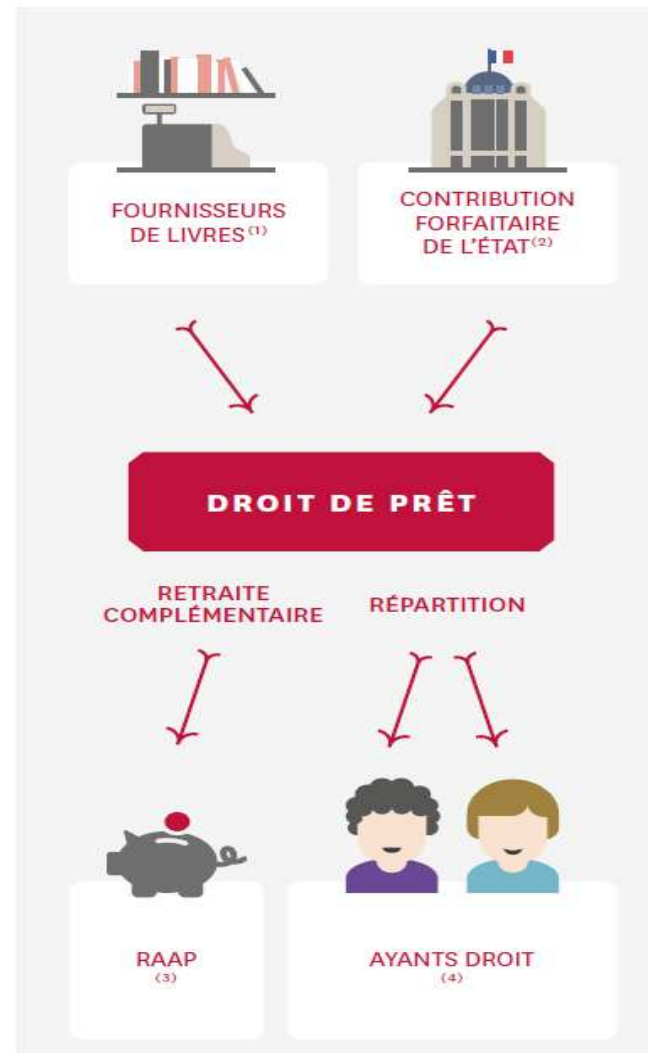 FOURNISSEURS
DE LIVRES(1)
CONTRIBUTION
FORFAITAIRE
DE L'ÉTAT(2)
DROIT DE PRÊT
RETRAITE
COMPLÉMENTAIRE
RÉPARTITION
RAAP
(3)
AYANTS DROIT
(4)